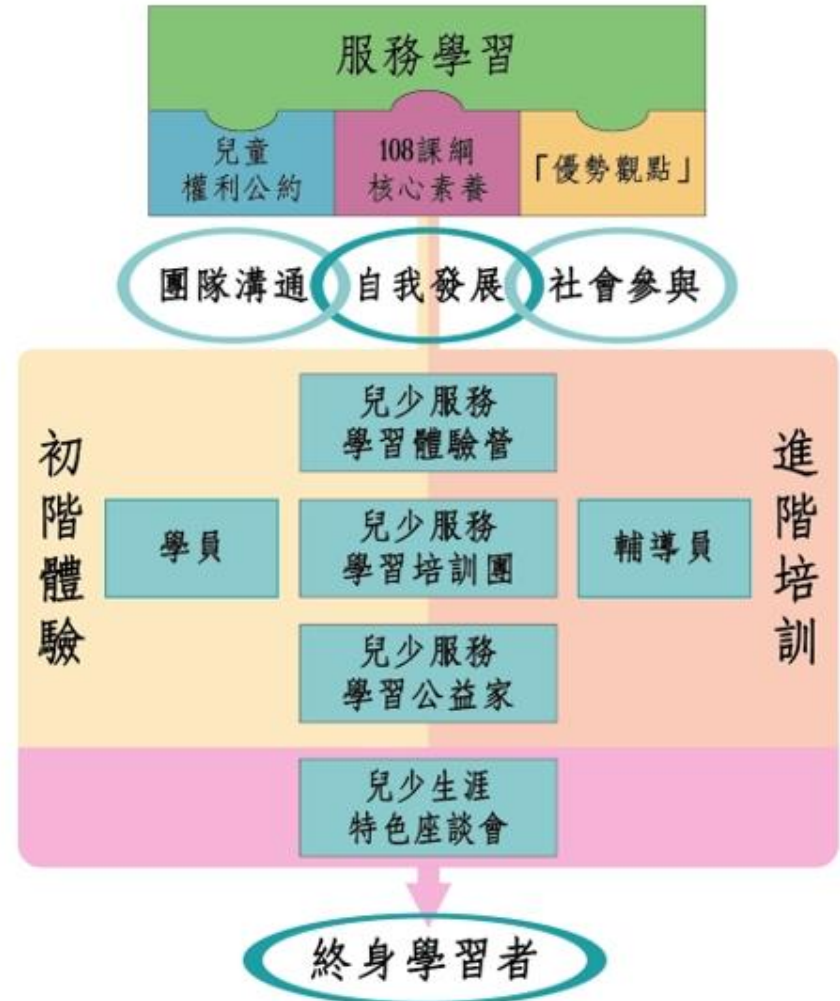 服務學習
兒童
權利公約
108課綱
核心素養
「優勢觀點」
團隊溝通
自我發展
社會參與
初階體驗
兒少服務
學習體驗營
學員
兒少服務
學習培訓團
輔導員
兒少服務
學習公益家
進階培訓
兒少生涯
特色座談會
終身學習者